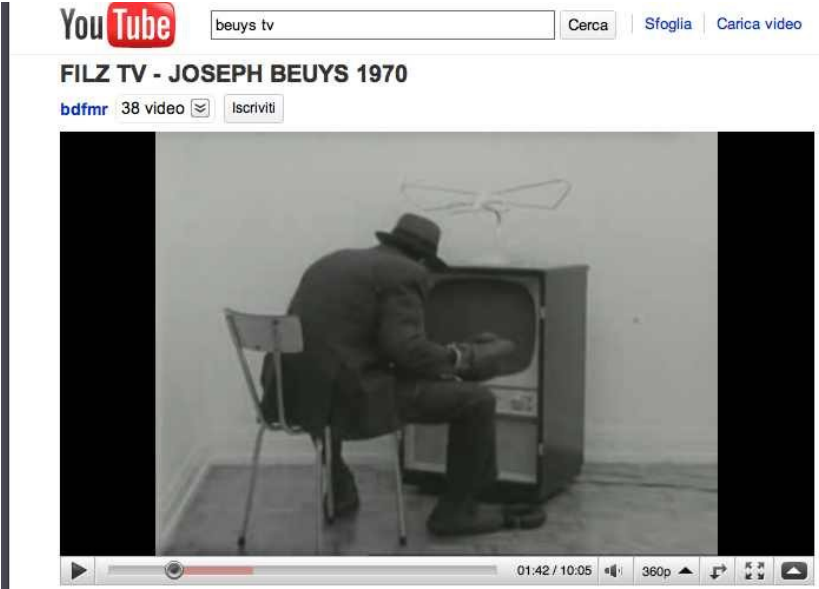 YouTube beuys tv Cerca Sfoglia Carica video
FILZ TV - JOSEPH BEUYS 1970
bdfmr 38 video Iscriviti
01:42 / 10:05 360p